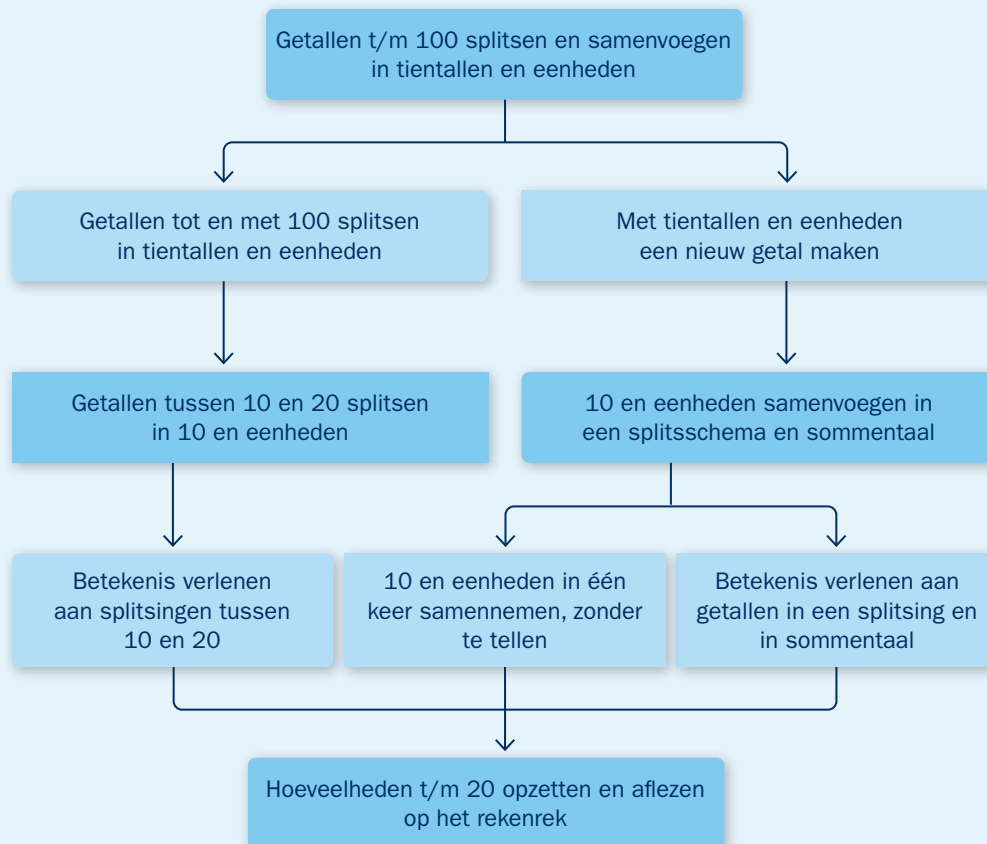 Getallen t/m 100 splitsen en samenvoegen
in tientallen en eenheden
Getallen tot en met 100 splitsen
in tientallen en eenheden
Met tientallen en eenheden
een nieuw getal maken
Getallen tussen 10 en 20 splitsen
in 10 en eenheden
10 en eenheden samenvoegen in
een splitsschema en sommentaal
Betekenis verlenen
aan splitsingen tussen
10 en 20
10 en eenheden in één
keer samennemen, zonder
te tellen
Betekenis verlenen aan
getallen in een splitsing en
in sommentaal
Hoeveelheden t/m 20 opzetten en aflezen
op het rekenrek